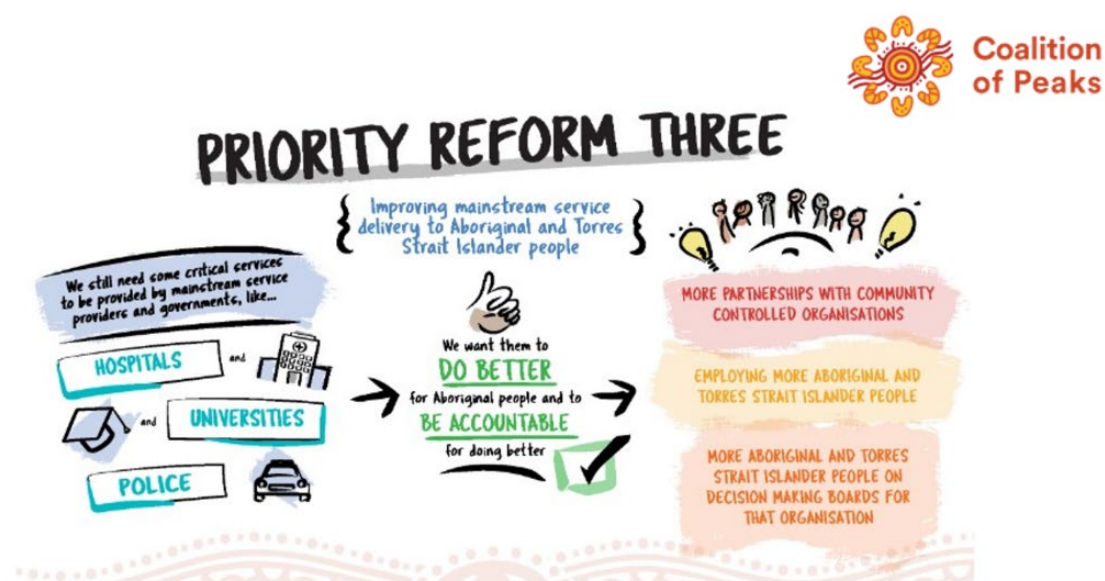 Coalition
of Peaks
PRIORITY REFORM THREE
Improving mainstream service
delivery to Aboriginal and Torres
Strait Islander people
We still need some critical services
to be provided by mainstream service
providers and governments, like...
HOSPITALS
and
and
UNIVERSITIES
POLICE
We want them to
DO BETTER
for Aboriginal people and to
BE ACCOUNTABLE
for doing better
MORE PARTNERSHIPS WITH COMMUNITY
CONTROLLED ORGANISATIONS
EMPLOYING MORE ABORIGINAL AND
TORRES STRAIT ISLANDER PEOPLE
MORE ABORIGINAL AND TORRES
STRAIT ISLANDER PEOPLE ON
DECISION MAKING BOARDS FOR
THAT ORGANISATION